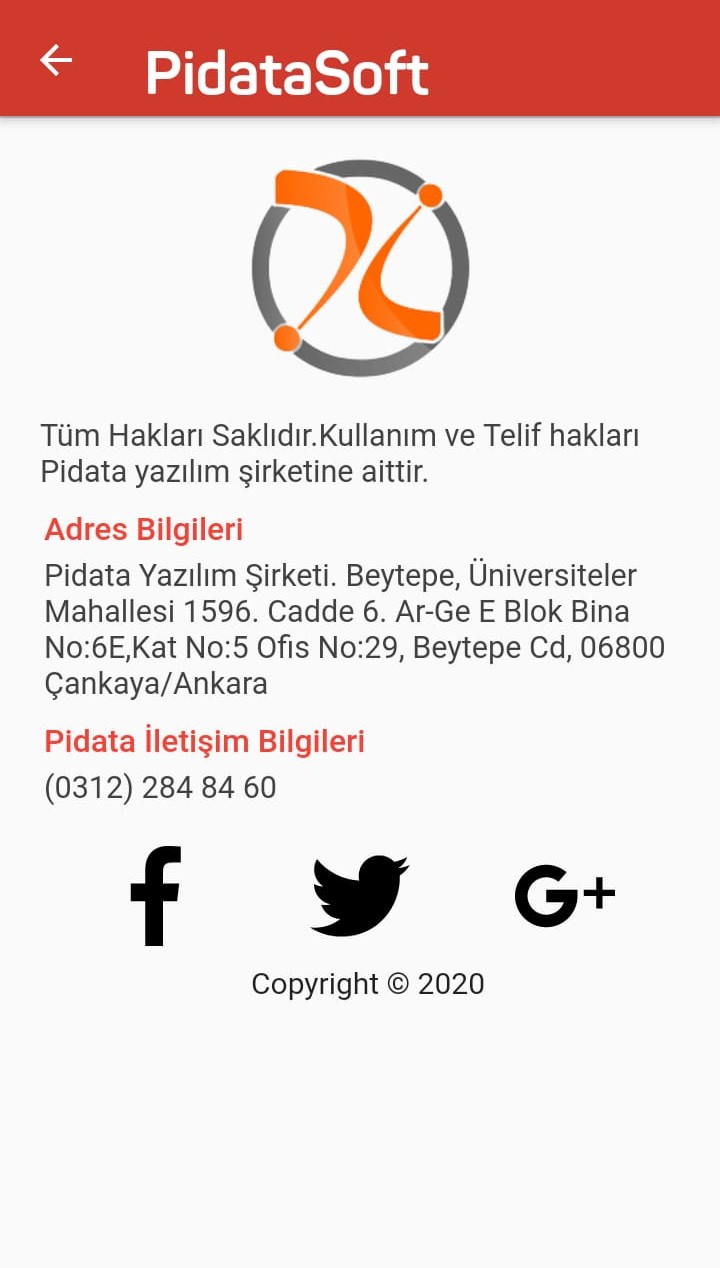 PidataSoft
Tüm Hakları Saklıdır.Kullanım ve Telif hakları
Pidata yazılım şirketine aittir.
Adres Bilgileri
Pidata Yazılım Şirketi. Beytepe, Üniversiteler
Mahallesi 1596. Cadde 6. Ar-Ge E Blok Bina
No:6E,Kat No:5 Ofis No:29, Beytepe Cd, 06800
Çankaya/Ankara
Pidata İletişim Bilgileri
(0312) 284 84 60
G+
Copyright © 2020